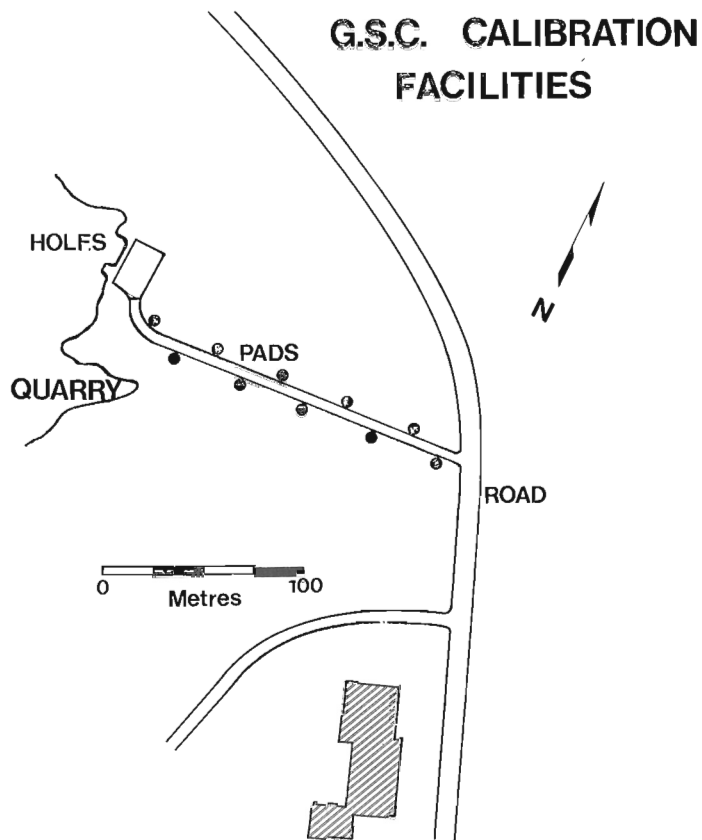 G.S.C. CALIBRATION
FACILITIES
HOLES
PADS
N
QUARRY
ROAD
0 100
Metres